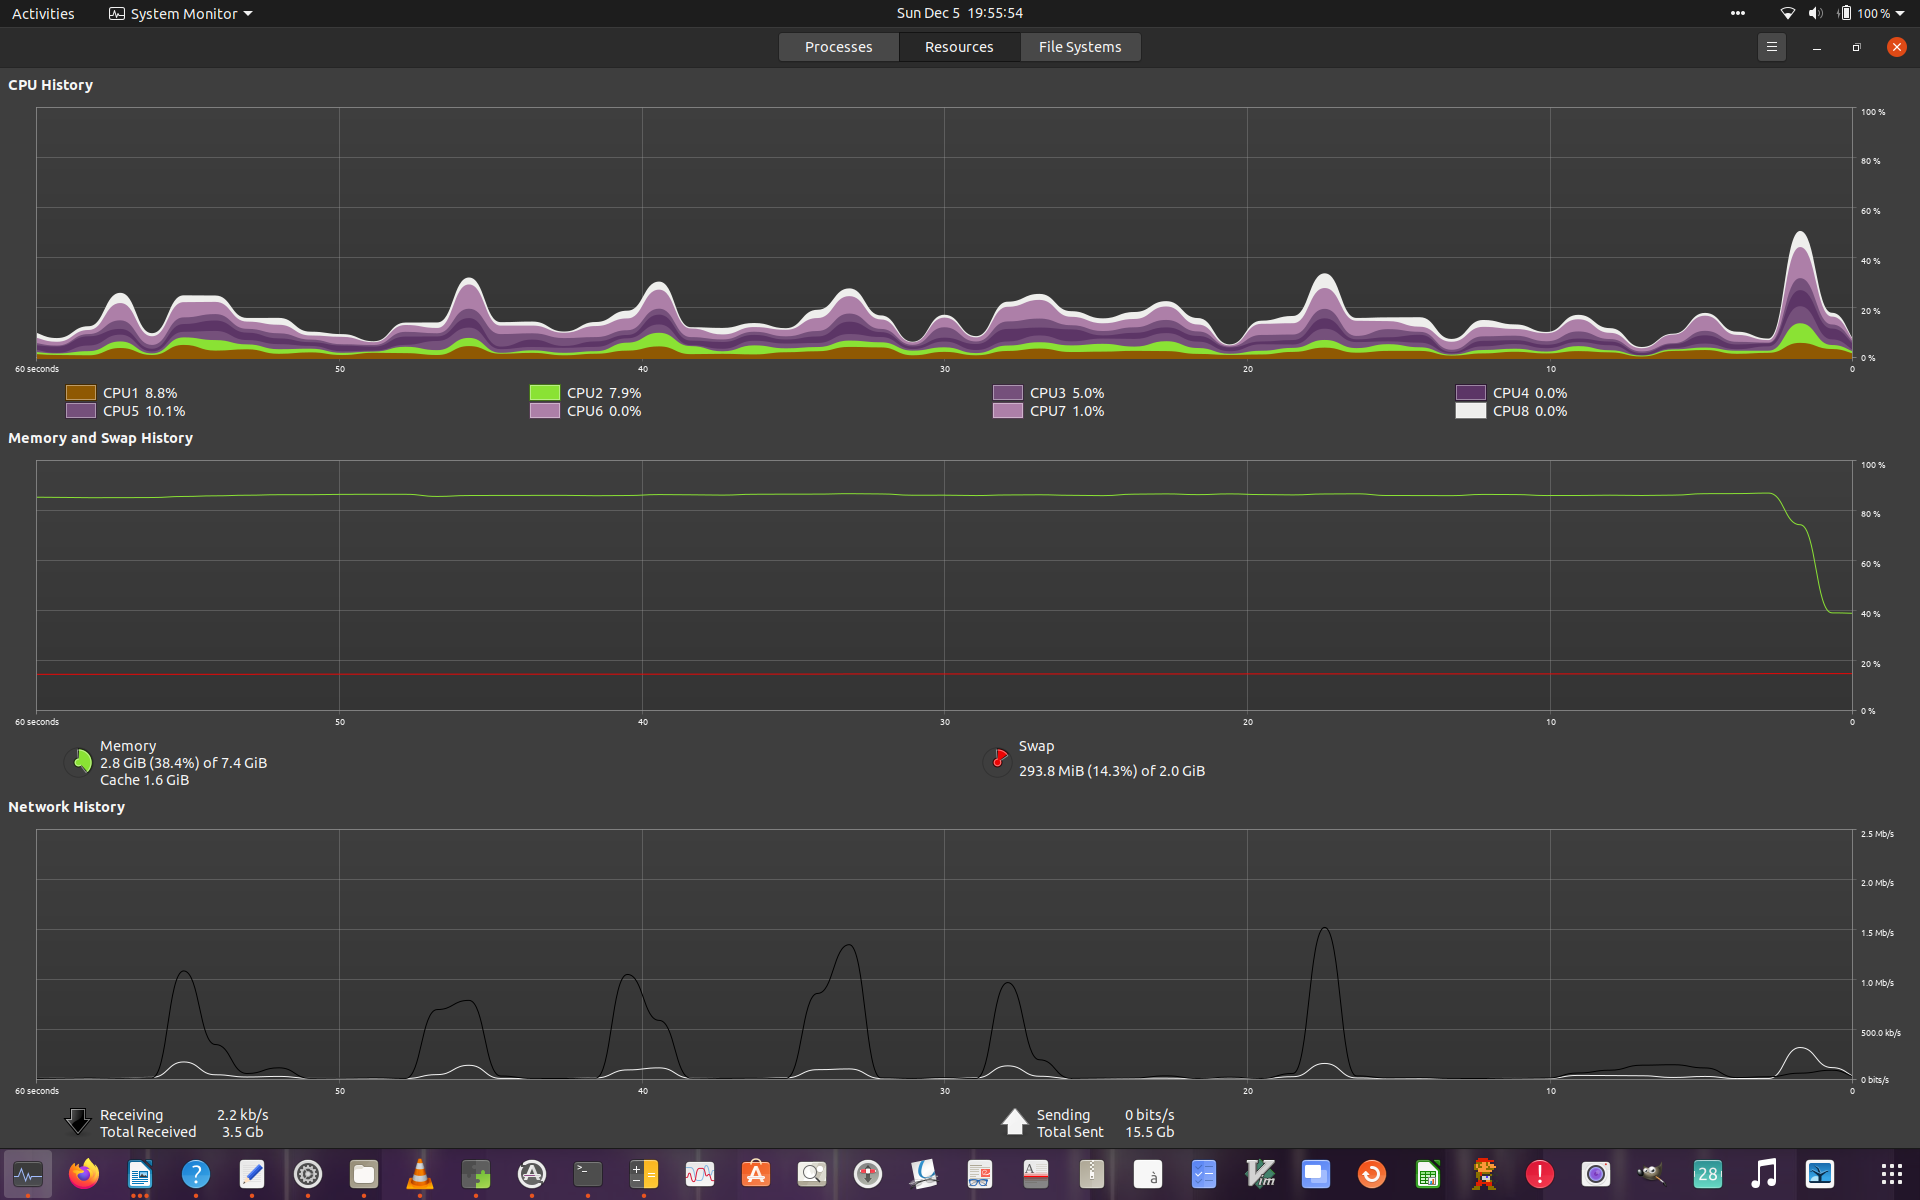 Activities System Monitor Sun Dec 5 19:55:54 100 %
Processes Resources File Systems
CPU History
100 %
80 %
60 %
40 %
20 %
0 %
60 seconds 50 40 30 20 10 0
CPU1 8.8% CPU2 7.9% CPU3 5.0% CPU4 0.0%
CPU5 10.1% CPU6 0.0% CPU7 1.0% CPU8 0.0%
Memory and Swap History
100 %
80 %
60 %
40 %
20 %
0 %
60 seconds 50 40 30 20 10 0
Memory
2.8 GiB (38.4%) of 7.4 GiB
Cache 1.6 GiB
Swap
293.8 MiB (14.3%) of 2.0 GiB
Network History
2.5 Mb/s
2.0 Mb/s
1.5 Mb/s
1.0 Mb/s
500.0 kb/s
0 bits/s
60 seconds 50 40 30 20 10 0
Receiving 2.2 kb/s Sending 0 bits/s
Total Received 3.5 Gb Total Sent 15.5 Gb
? >_ A à Vim ! 28